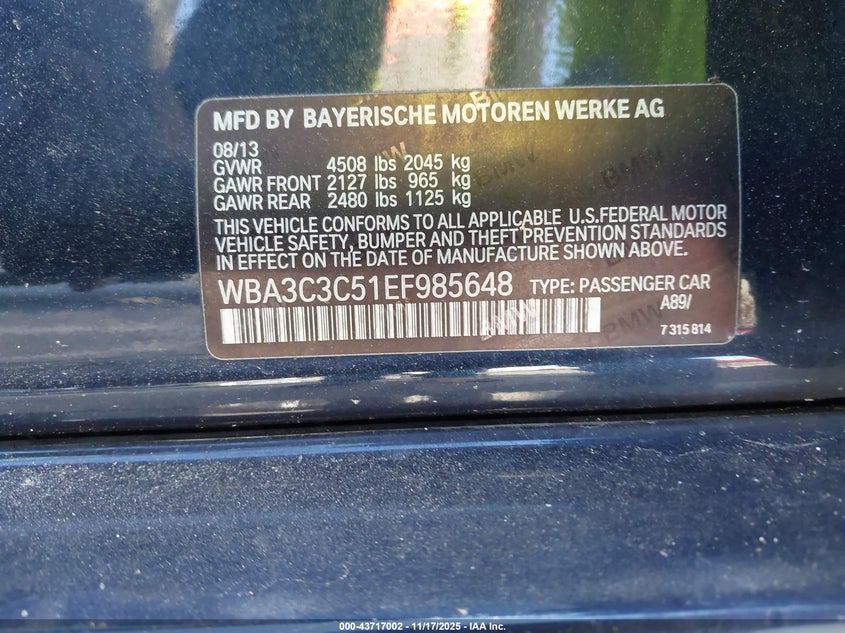 MFD BY BAYERISCHE MOTOREN WERKE AG
08/13
GVWR 4508 lbs 2045 kg
GAWR FRONT 2127 lbs 965 kg
GAWR REAR 2480 lbs 1125 kg
THIS VEHICLE CONFORMS TO ALL APPLICABLE U.S.FEDERAL MOTOR
VEHICLE SAFETY, BUMPER AND THEFT PREVENTION STANDARDS
IN EFFECT ON THE DATE OF MANUFACTURE SHOWN ABOVE.
WBA3C3C51EF985648 TYPE: PASSENGER CAR
A89/
7 315 814
000-43717002 - 11/17/2025 - IAA Inc.